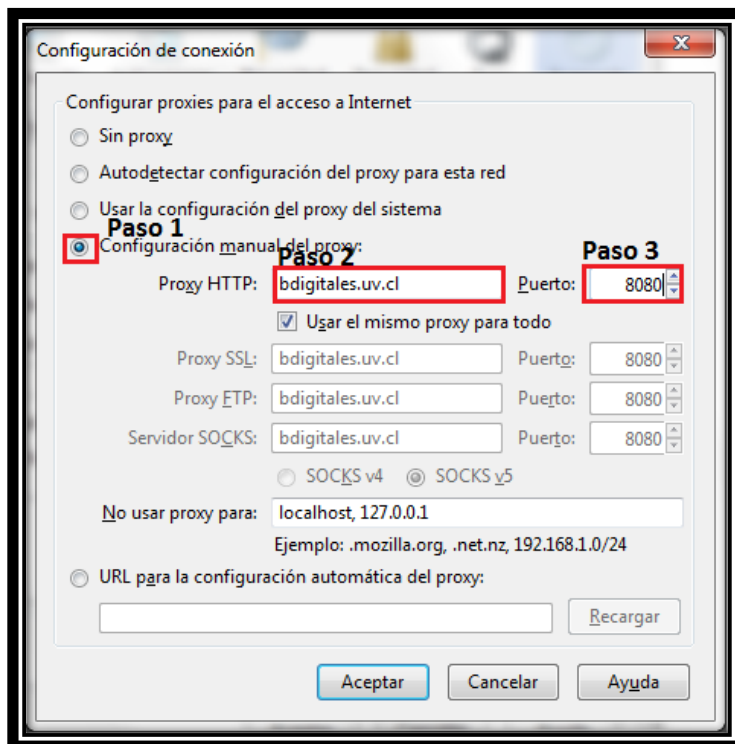 Configuración de conexión
Configurar proxies para el acceso a Internet
Sin proxy
Autodetectar configuración del proxy para esta red
Usar la configuración del proxy del sistema
Paso 1
Configuración manual del proxy:
Paso 2
Paso 3
Proxy HTTP: bdigitales.uv.cl Puerto: 8080
Usar el mismo proxy para todo
Proxy SSL: bdigitales.uv.cl Puerto: 8080
Proxy FTP: bdigitales.uv.cl Puerto: 8080
Servidor SOCKS: bdigitales.uv.cl Puerto: 8080
SOCKS v4 SOCKS v5
No usar proxy para: localhost, 127.0.0.1
Ejemplo: .mozilla.org, .net.nz, 192.168.1.0/24
URL para la configuración automática del proxy:
Recargar
Aceptar Cancelar Ayuda